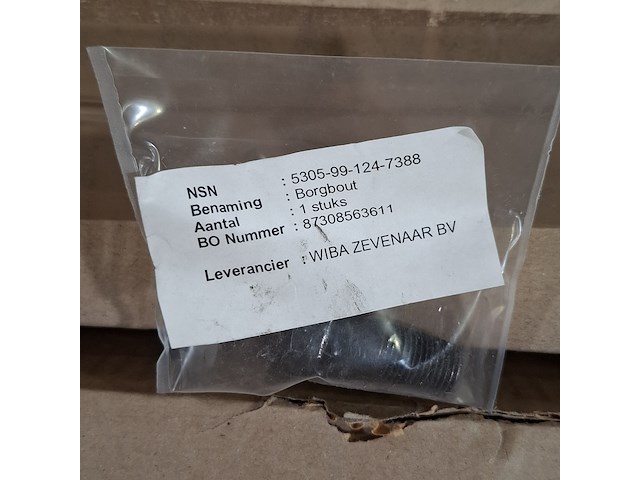 NSN : 5305-99-124-7388
Benaming : Borgbout
Aantal : 1 stuks
BO Nummer : 87308563611
Leverancier : WIBA ZEVENAAR BV